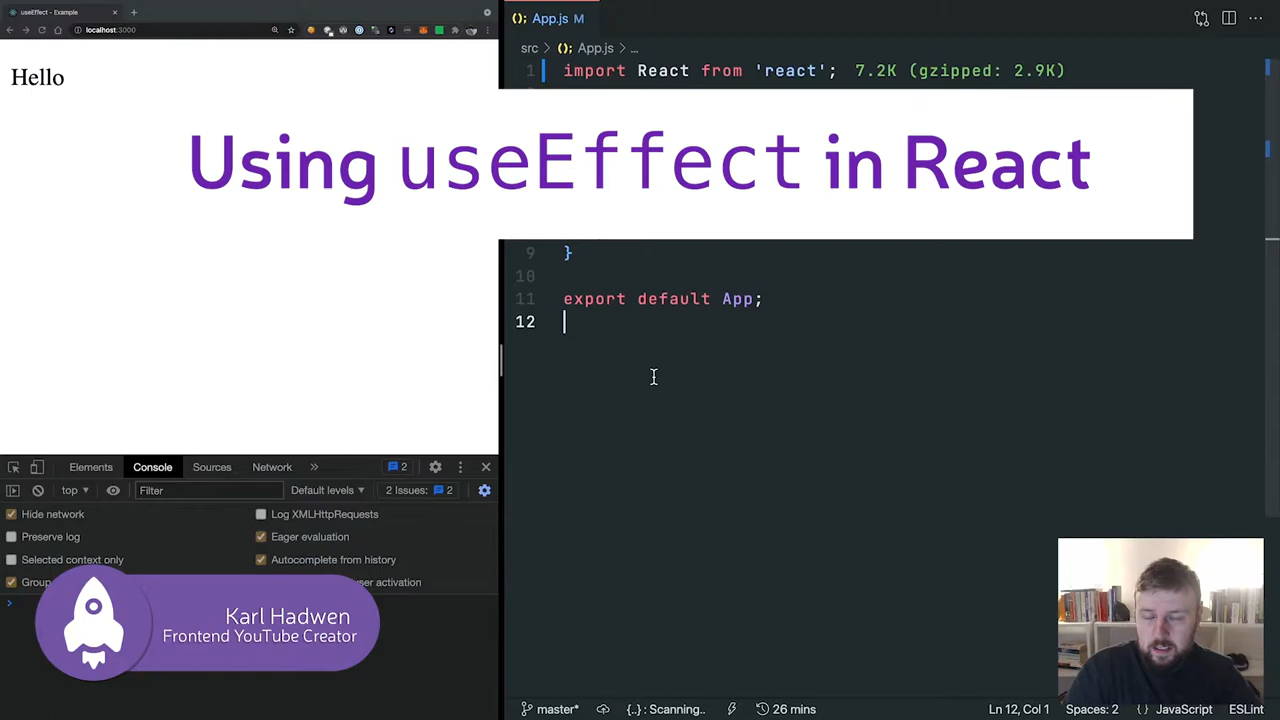 useEffect - Example
localhost:3000
Hello
App.js M
src > App.js > ...
1 import React from 'react'; 7.2K (gzipped: 2.9K)
Using useEffect in React
9 }
10
11 export default App;
12
Elements Console Sources Network » 2
top Filter Default levels 2 Issues: 2
Hide network Log XMLHttpRequests
Preserve log Eager evaluation
Selected context only Autocomplete from history
Group user activation
Karl Hadwen
Frontend YouTube Creator
master* {..} : Scanning.. 26 mins Ln 12, Col 1 Spaces: 2 {} JavaScript ESLint